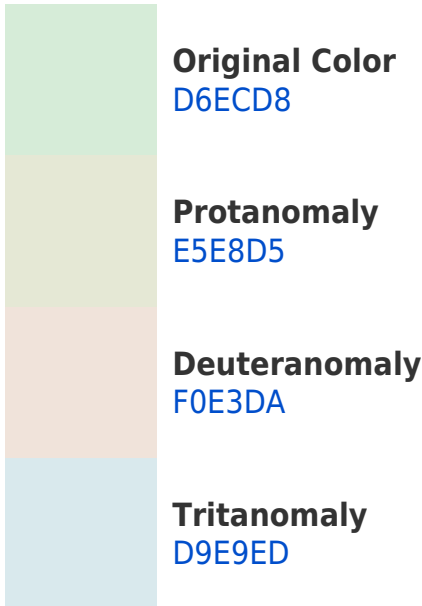 Original Color
D6ECD8
Protanomaly
E5E8D5
Deuteranomaly
F0E3DA
Tritanomaly
D9E9ED